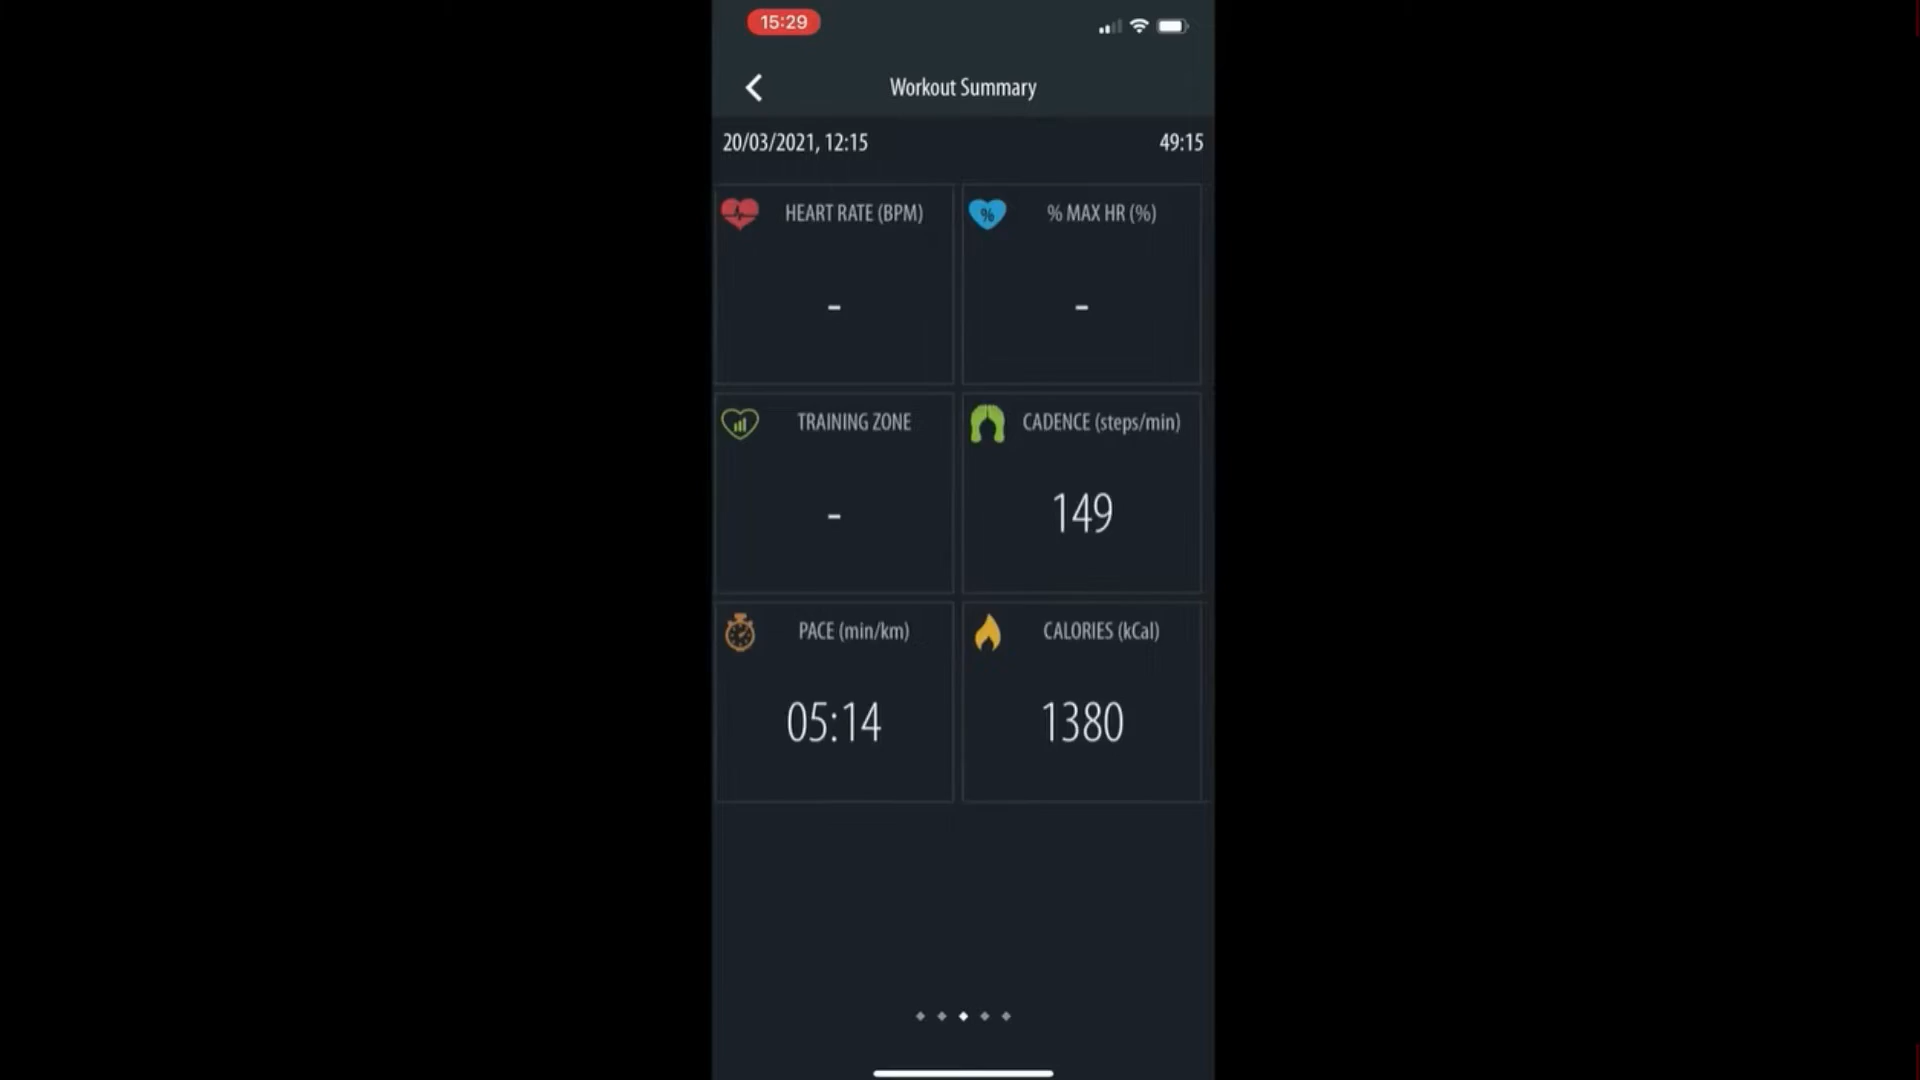 15:29
Workout Summary
20/03/2021, 12:15
49:15
HEART RATE (BPM)
% MAX HR (%)
-
-
TRAINING ZONE
CADENCE (steps/min)
-
149
PACE (min/km)
CALORIES (kCal)
05:14
1380